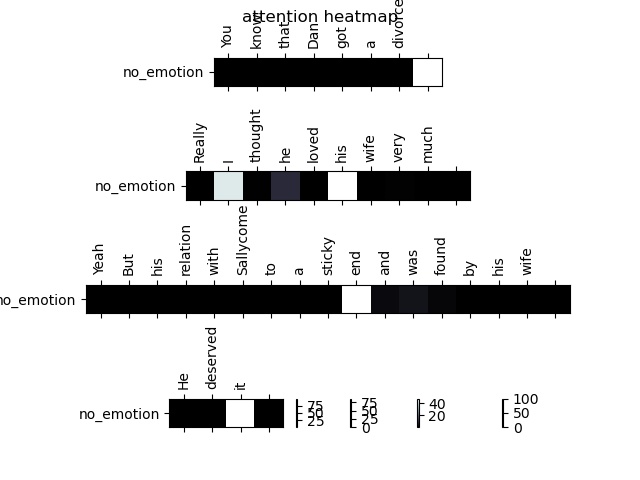 attention heatmap
You know that Dan got a divorce
no_emotion
Really I thought he loved his wife very much
no_emotion
Yeah But his relation with Sallycome to a sticky end and was found by his wife
no_emotion
He deserved it
no_emotion
75 50 25
75 50 25 0
40 20
100 50 0